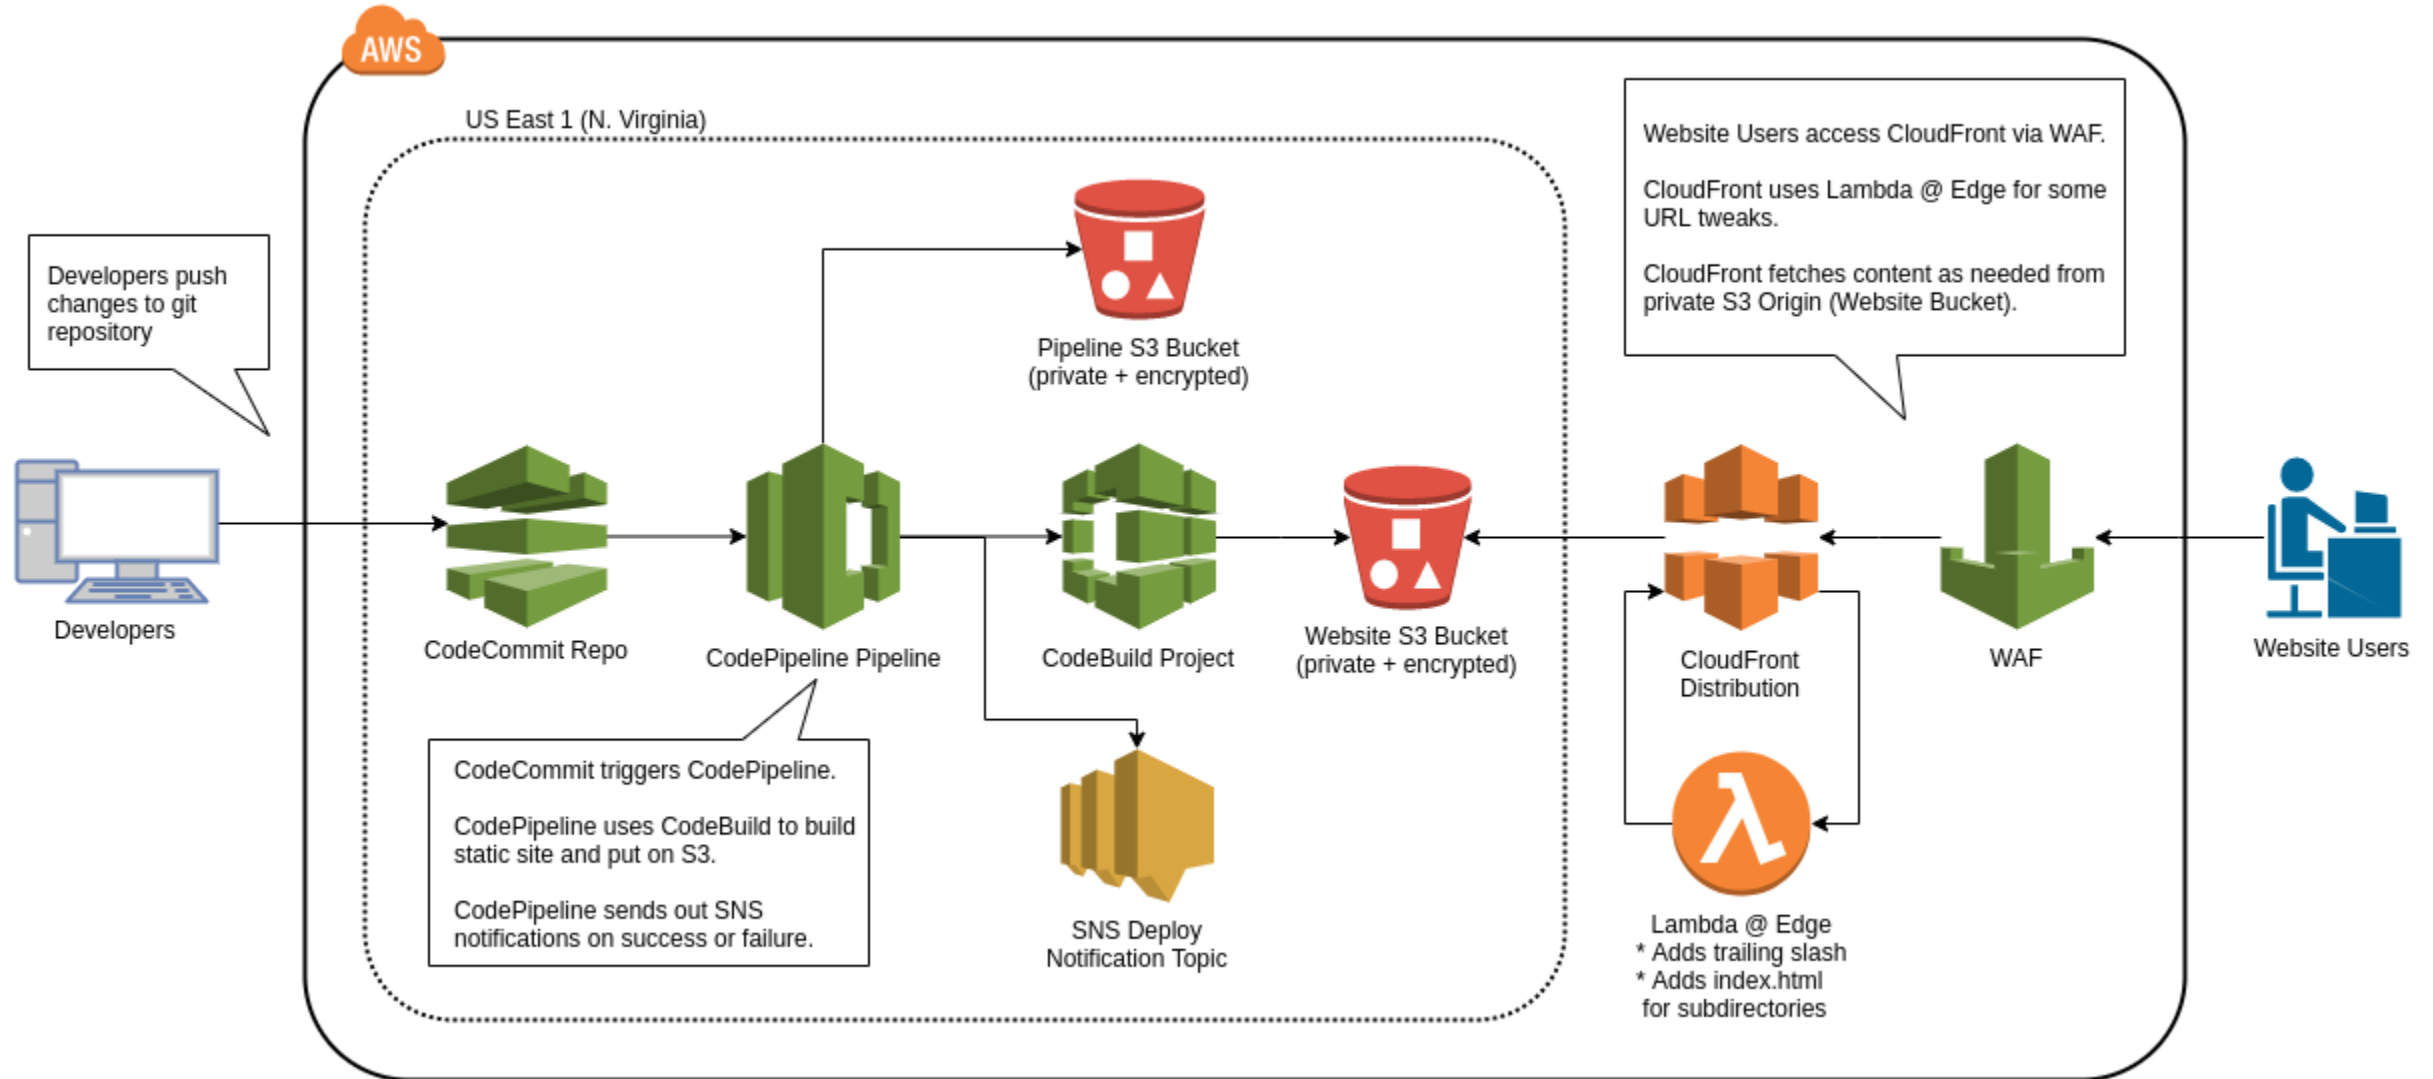 AWS
US East 1 (N. Virginia)
Developers push
changes to git
repository
Website Users access CloudFront via WAF.
CloudFront uses Lambda @ Edge for some
URL tweaks.
CloudFront fetches content as needed from
private S3 Origin (Website Bucket).
Pipeline S3 Bucket
(private + encrypted)
Developers
CodeCommit Repo
CodePipeline Pipeline
CodeBuild Project
Website S3 Bucket
(private + encrypted)
CloudFront
Distribution
WAF
Website Users
CodeCommit triggers CodePipeline.
CodePipeline uses CodeBuild to build
static site and put on S3.
CodePipeline sends out SNS
notifications on success or failure.
SNS Deploy
Notification Topic
Lambda @ Edge
* Adds trailing slash
* Adds index.html
for subdirectories